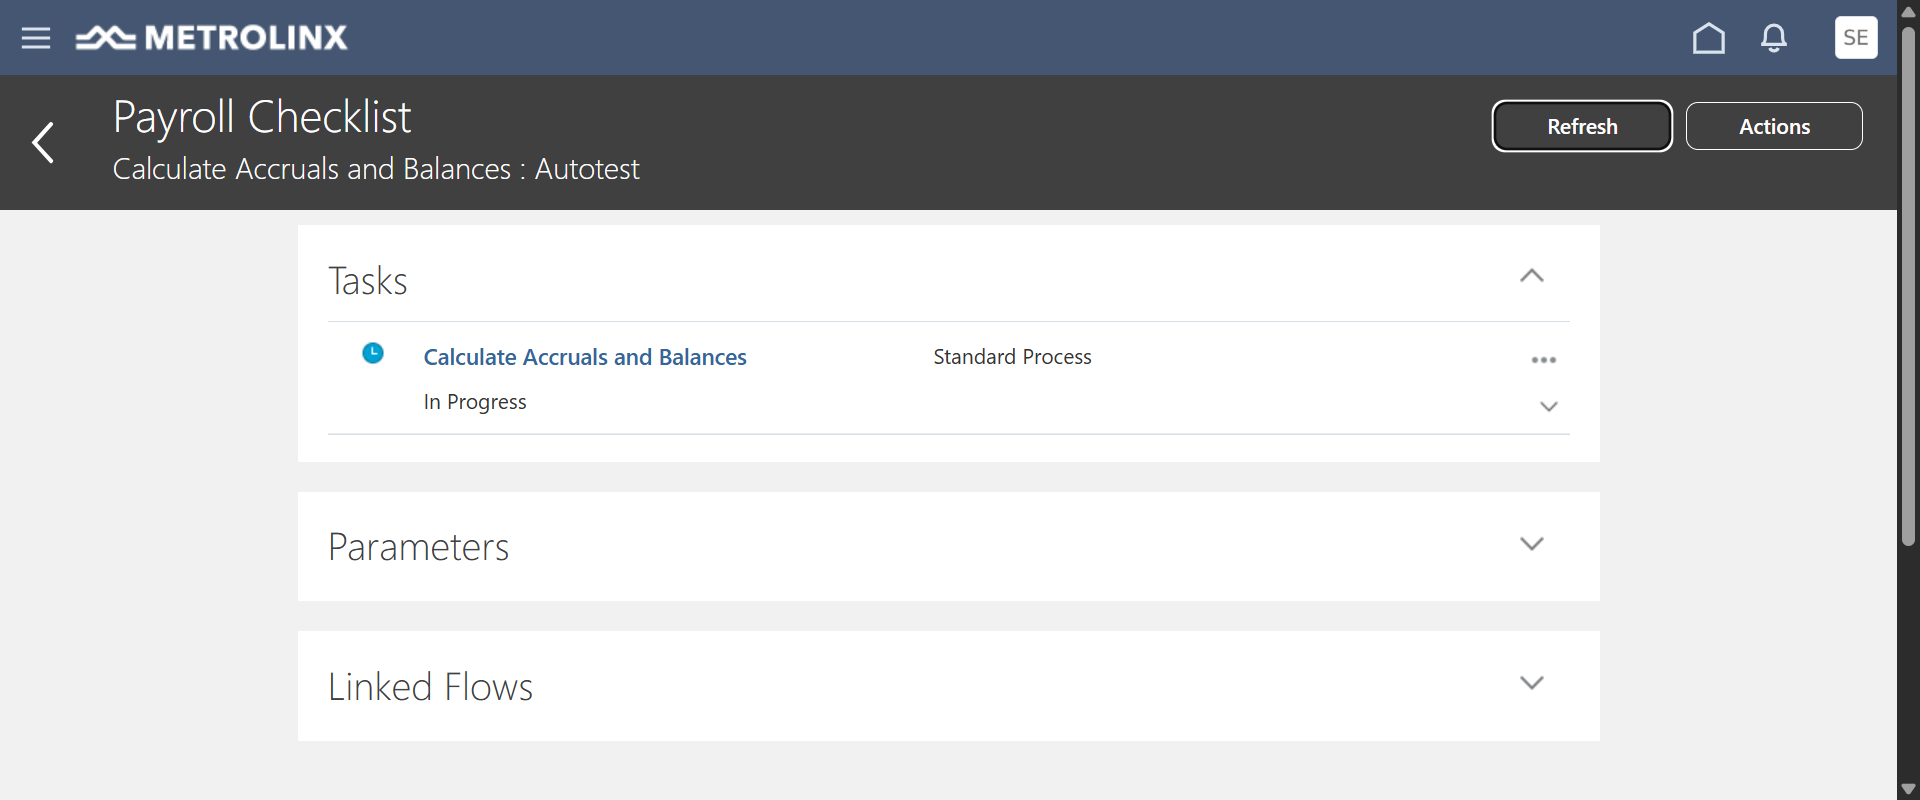 METROLINX
SE
Payroll Checklist
Calculate Accruals and Balances : Autotest
Refresh
Actions
Tasks
Calculate Accruals and Balances
Standard Process
In Progress
Parameters
Linked Flows